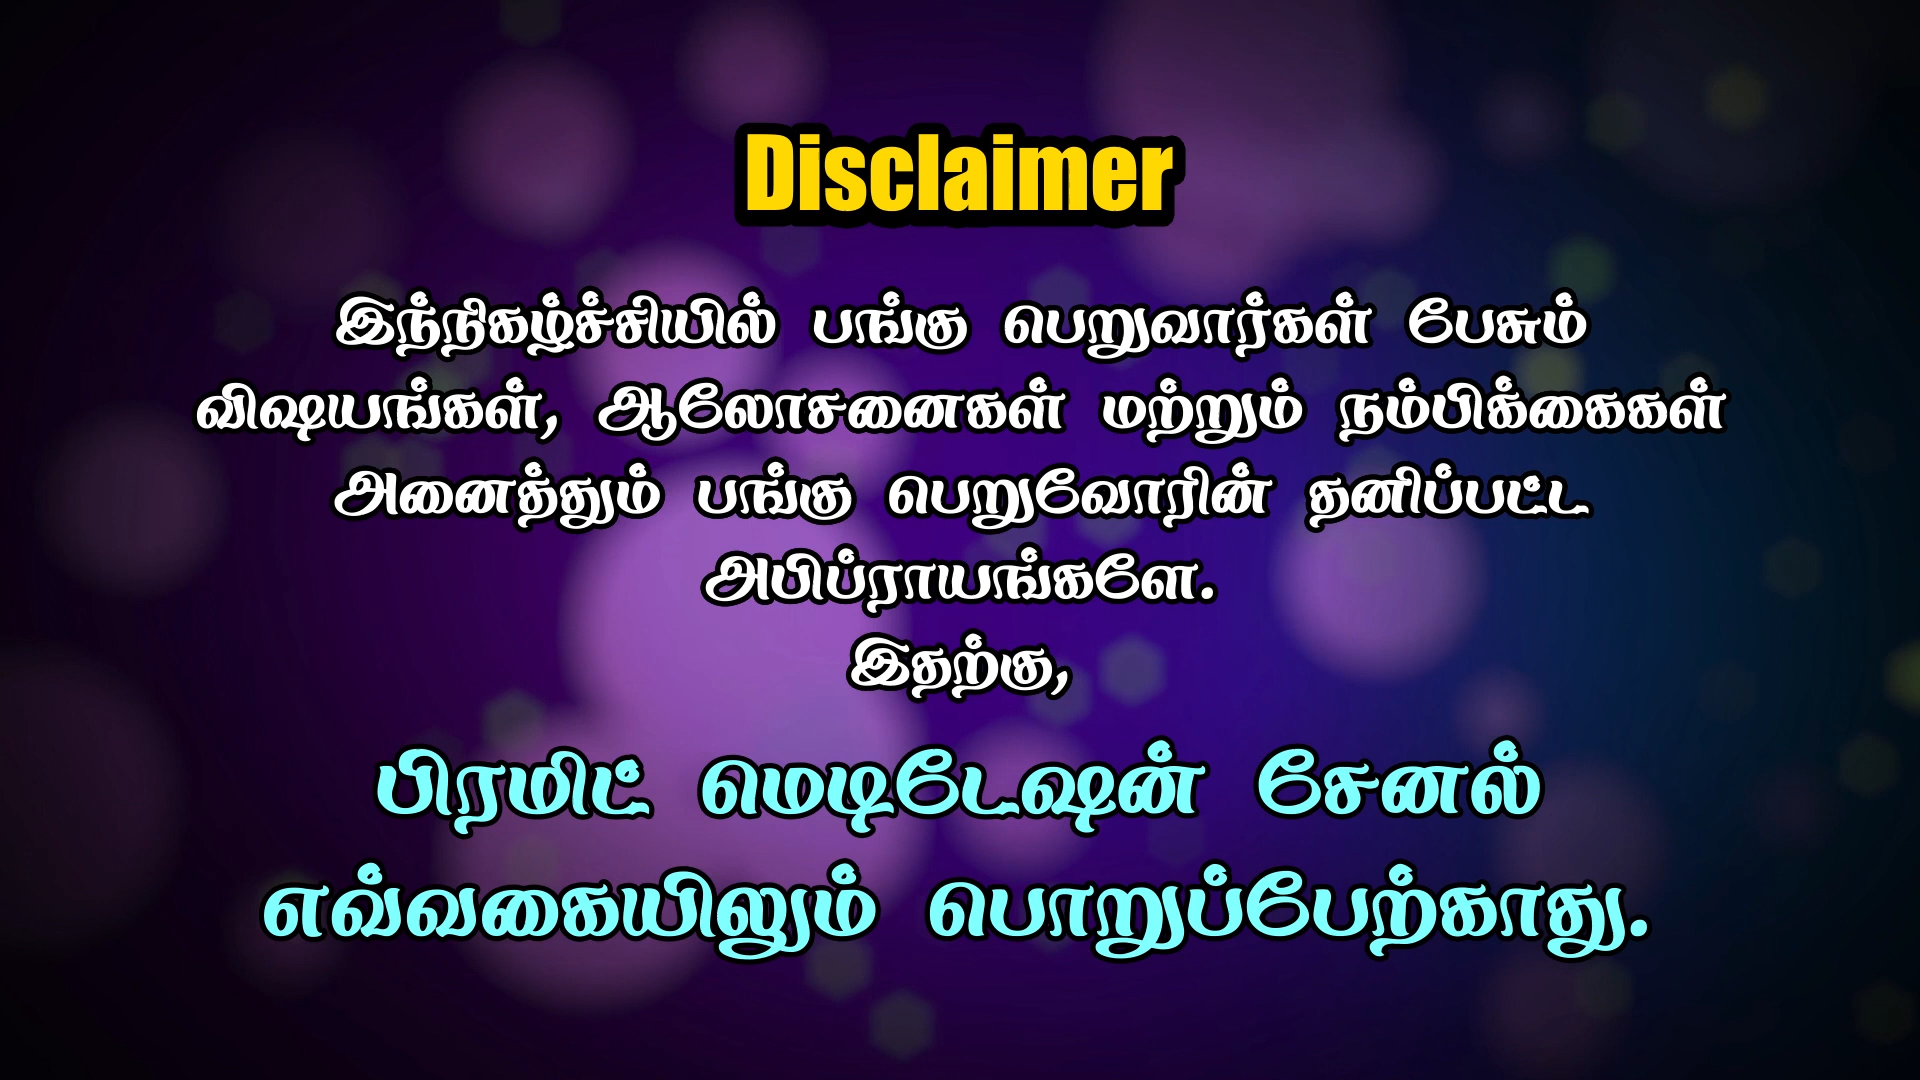 Disclaimer
இந்நிகழ்ச்சியில் பங்கு பெறுவார்கள் பேசும்
விஷயங்கள், ஆலோசனைகள் மற்றும் நம்பிக்கைகள்
அனைத்தும் பங்கு பெறுவோரின் தனிப்பட்ட
அபிப்ராயங்களே.
இதற்கு,
பிரமிட் மெடிடேஷன் சேனல்
எவ்வகையிலும் பொறுப்பேற்காது.